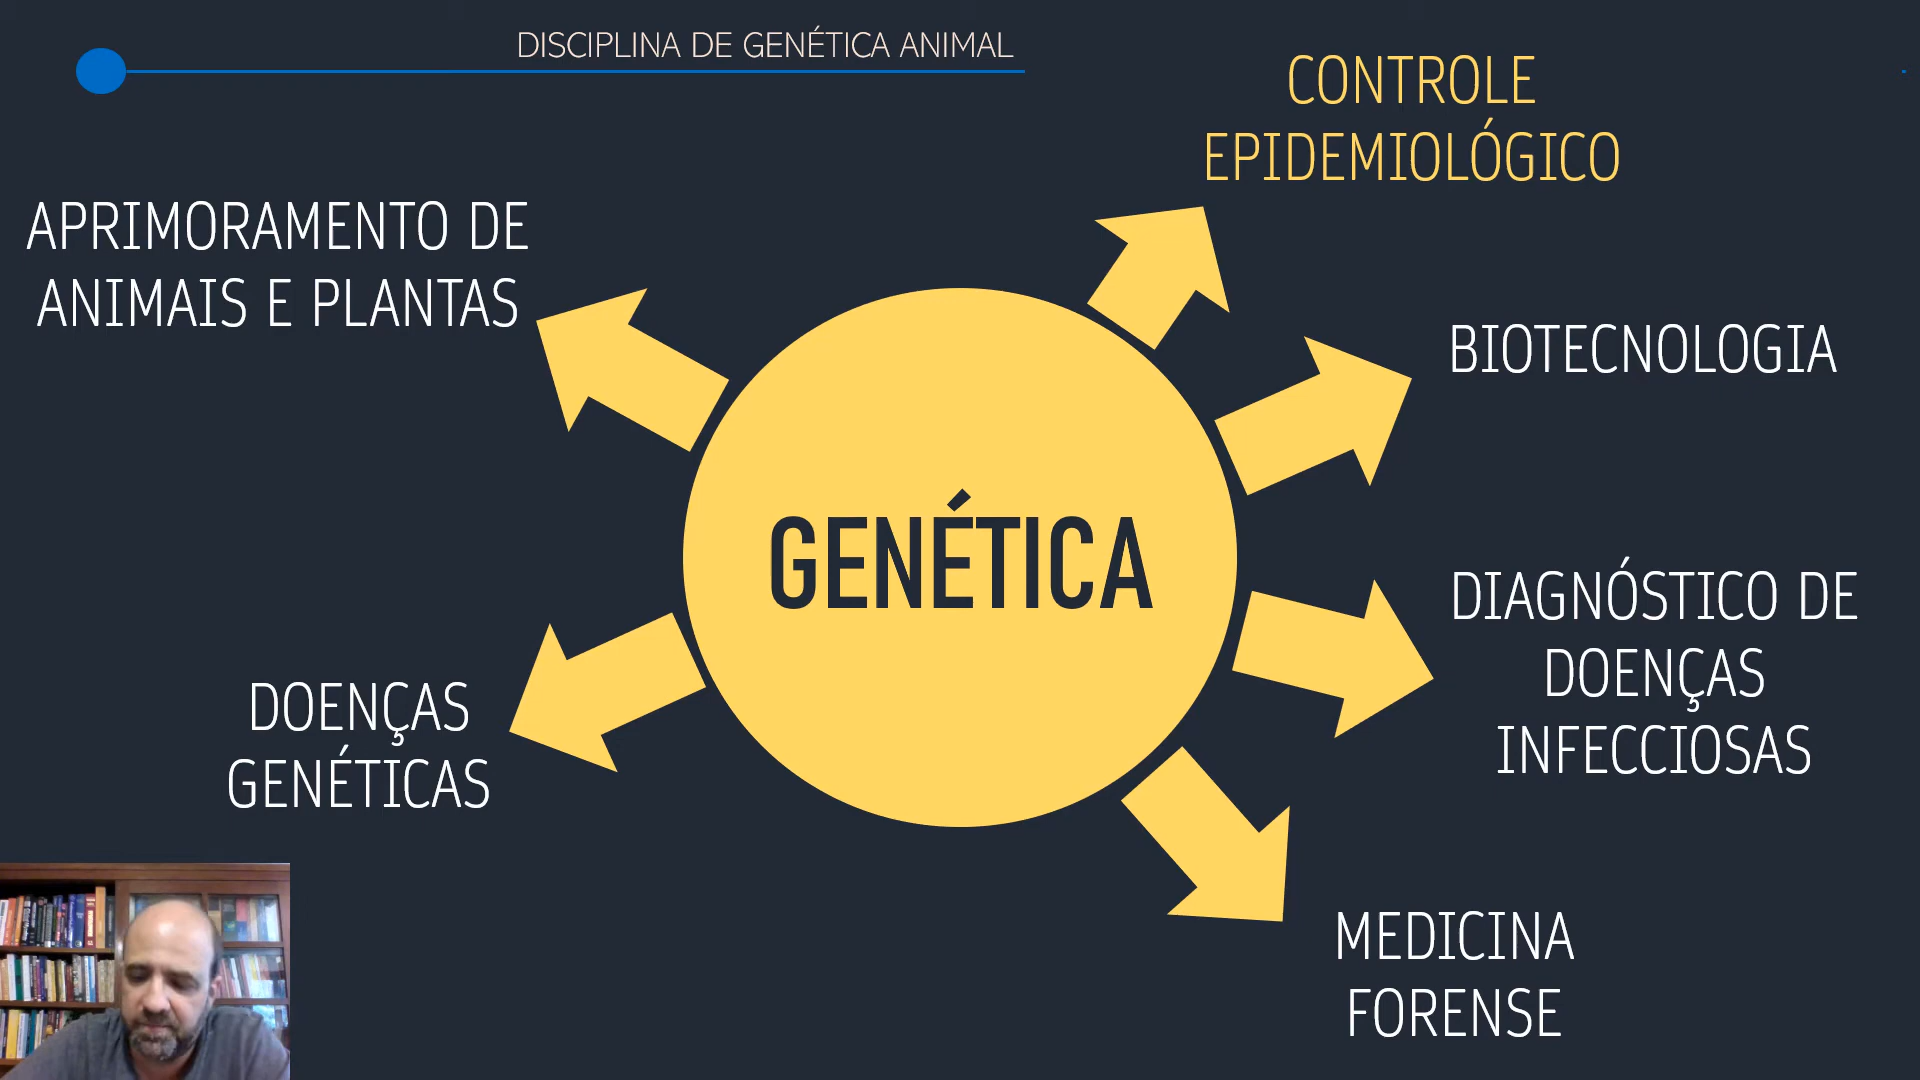 DISCIPLINA DE GENÉTICA ANIMAL
CONTROLE
EPIDEMIOLÓGICO
APRIMORAMENTO DE
ANIMAIS E PLANTAS
BIOTECNOLOGIA
GENÉTICA
DIAGNÓSTICO DE
DOENÇAS
INFECCIOSAS
DOENÇAS
GENÉTICAS
MEDICINA
FORENSE